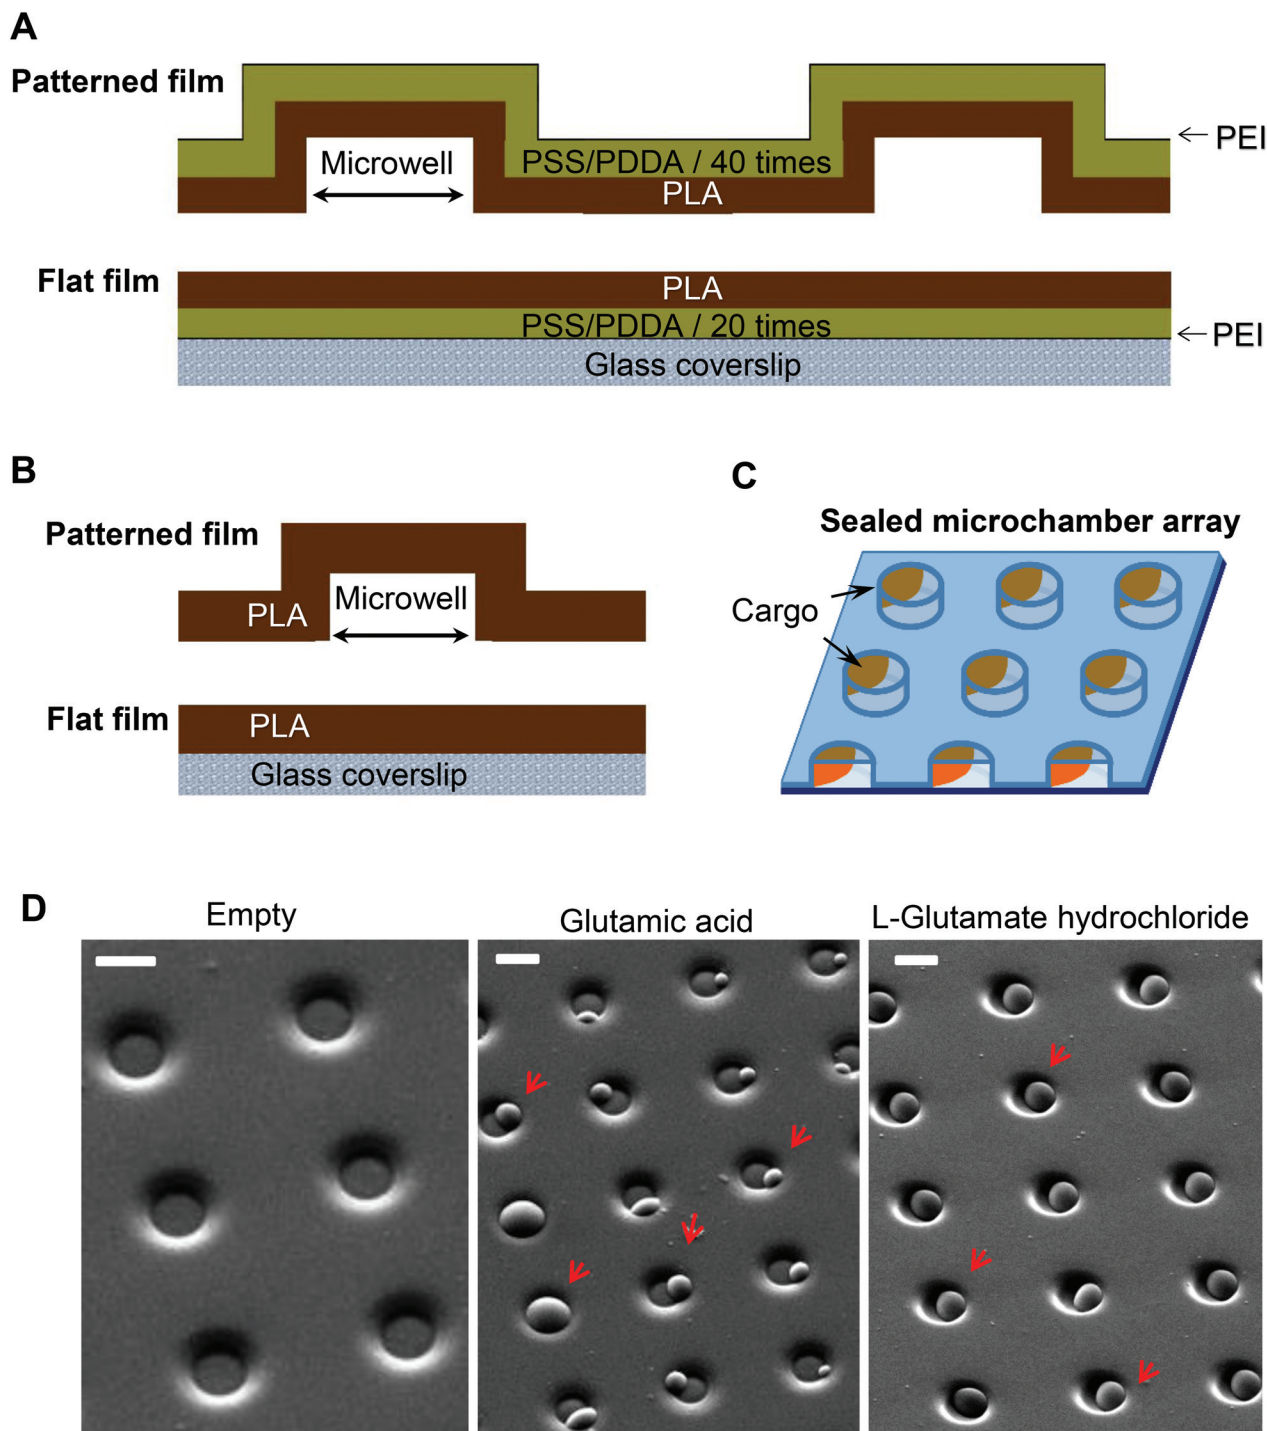 A
Patterned film
PEI
Microwell
PSS/PDDA / 40 times
PLA
Flat film
PLA
PSS/PDDA / 20 times
PEI
Glass coverslip
B
Patterned film
PLA
Microwell
Flat film
PLA
Glass coverslip
C
Sealed microchamber array
Cargo
D
Empty
Glutamic acid
L-Glutamate hydrochloride